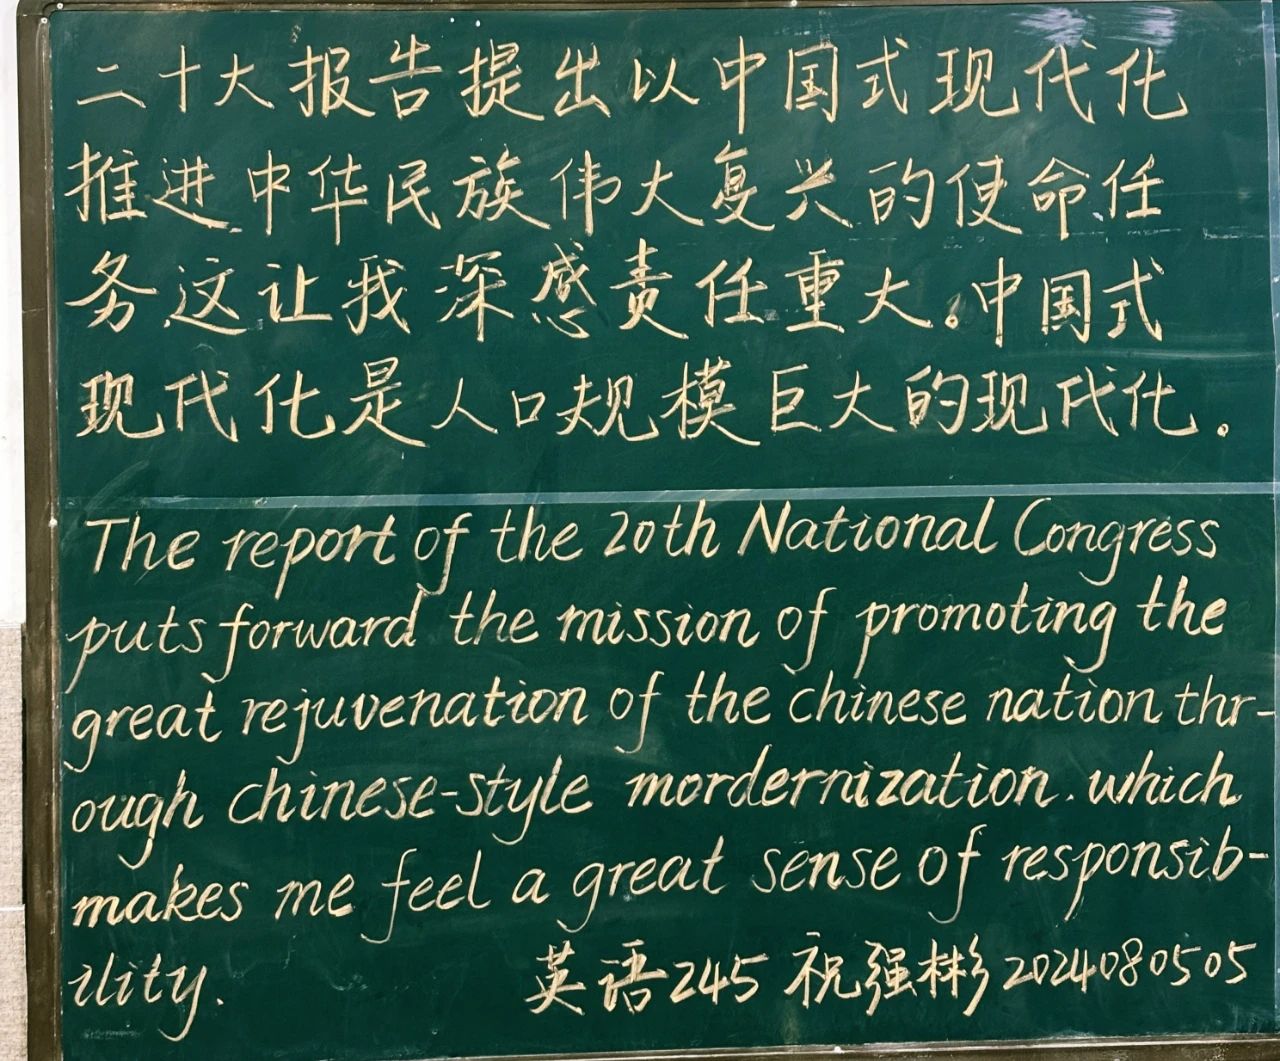 二十大报告提出以中国式现代化
推进中华民族伟大复兴的使命任
务这让我深感责任重大。中国式
现代化是人口规模巨大的现代化.
The report of the 20th National Congress
puts forward the mission of promoting the
great rejuvenation of the chinese nation thr-
ough chinese-style mordernization. which
makes me feel a great sense of responsib-
ility.
英语245 祝强彬 2024080505